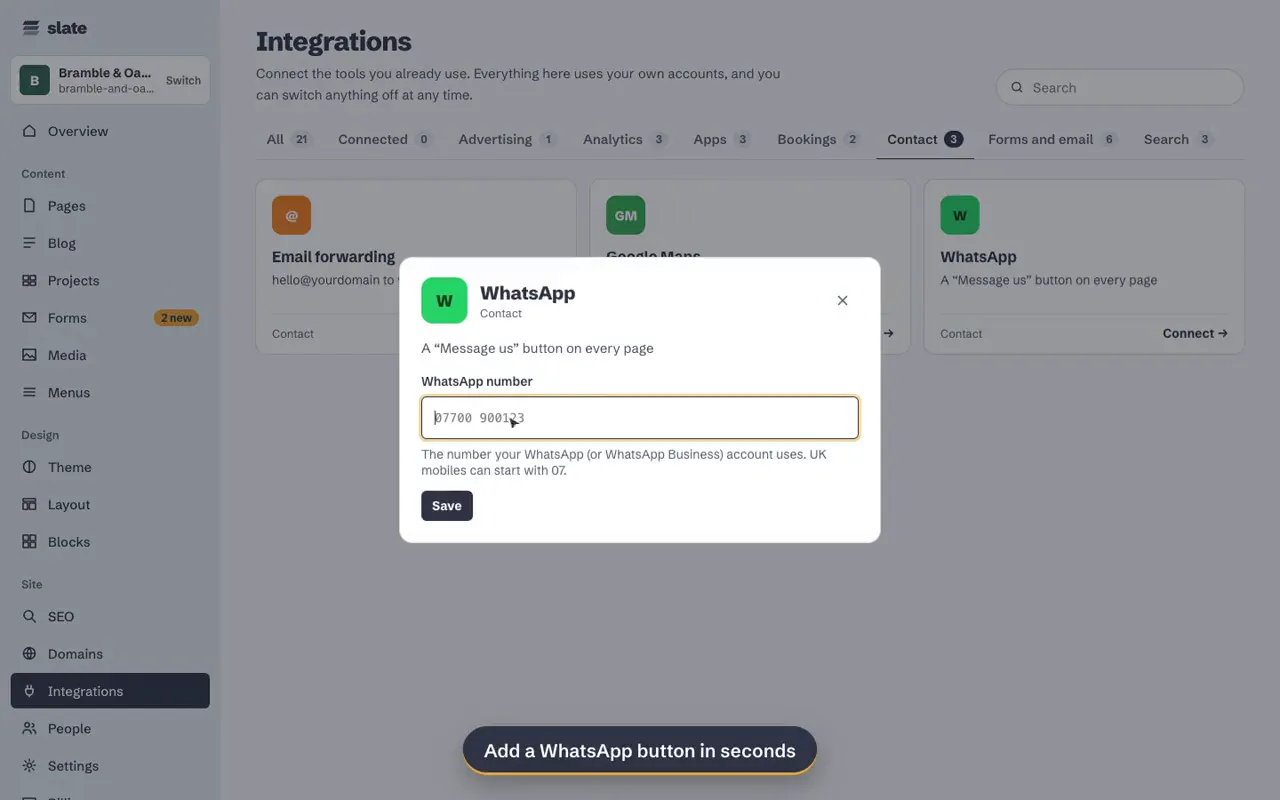 slate
B
Bramble & Oa...
bramble-and-oa...
Switch
Overview
Content
Pages
Blog
Projects
Forms
2 new
Media
Menus
Design
Theme
Layout
Blocks
Site
SEO
Domains
Integrations
People
Settings
Integrations
Connect the tools you already use. Everything here uses your own accounts, and you
can switch anything off at any time.
Search
All 21
Connected 0
Advertising 1
Analytics 3
Apps 3
Bookings 2
Contact 3
Forms and email 6
Search 3
@
Email forwarding
hello@yourdomain to
Contact
GM
Google Maps
W
WhatsApp
A “Message us” button on every page
Contact
Connect →
W
WhatsApp
Contact
A “Message us” button on every page
WhatsApp number
07700 900123
The number your WhatsApp (or WhatsApp Business) account uses. UK
mobiles can start with 07.
Save
Add a WhatsApp button in seconds